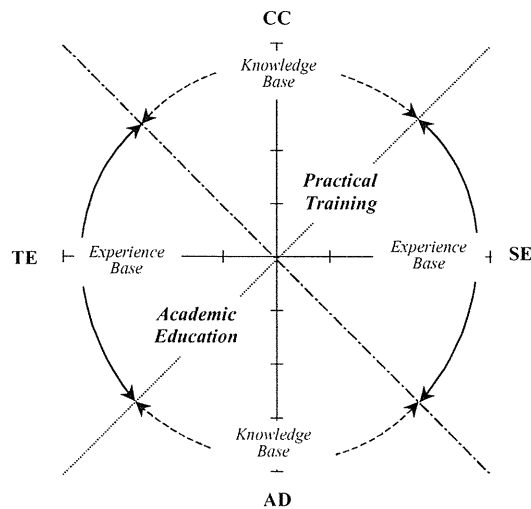 CC
Knowledge
Base
Practical
Training
TE
Experience
Base
Experience
Base
SE
Academic
Education
Knowledge
Base
AD